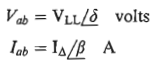 V_ab = V_LL/δ volts
I_ab = I_Δ/β A